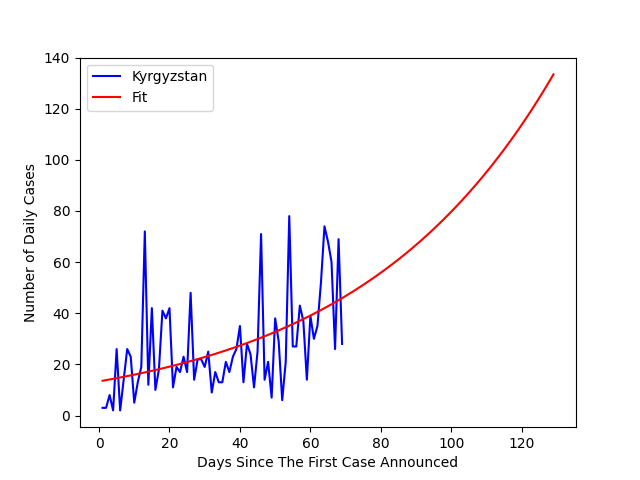 Kyrgyzstan
Fit
140
120
100
80
60
40
20
0
Number of Daily Cases
0 20 40 60 80 100 120
Days Since The First Case Announced